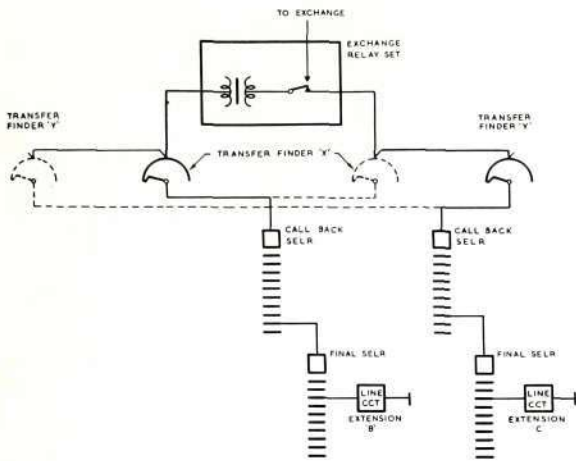 TO EXCHANGE
EXCHANGE
RELAY SET
TRANSFER
FINDER 'Y'
TRANSFER FINDER 'X'
TRANSFER
FINDER 'Y'
CALL BACK
SELR
CALL BACK
SELR
FINAL SELR
FINAL SELR
LINE
CCT
EXTENSION
'B'
LINE
CCT
EXTENSION
'C'